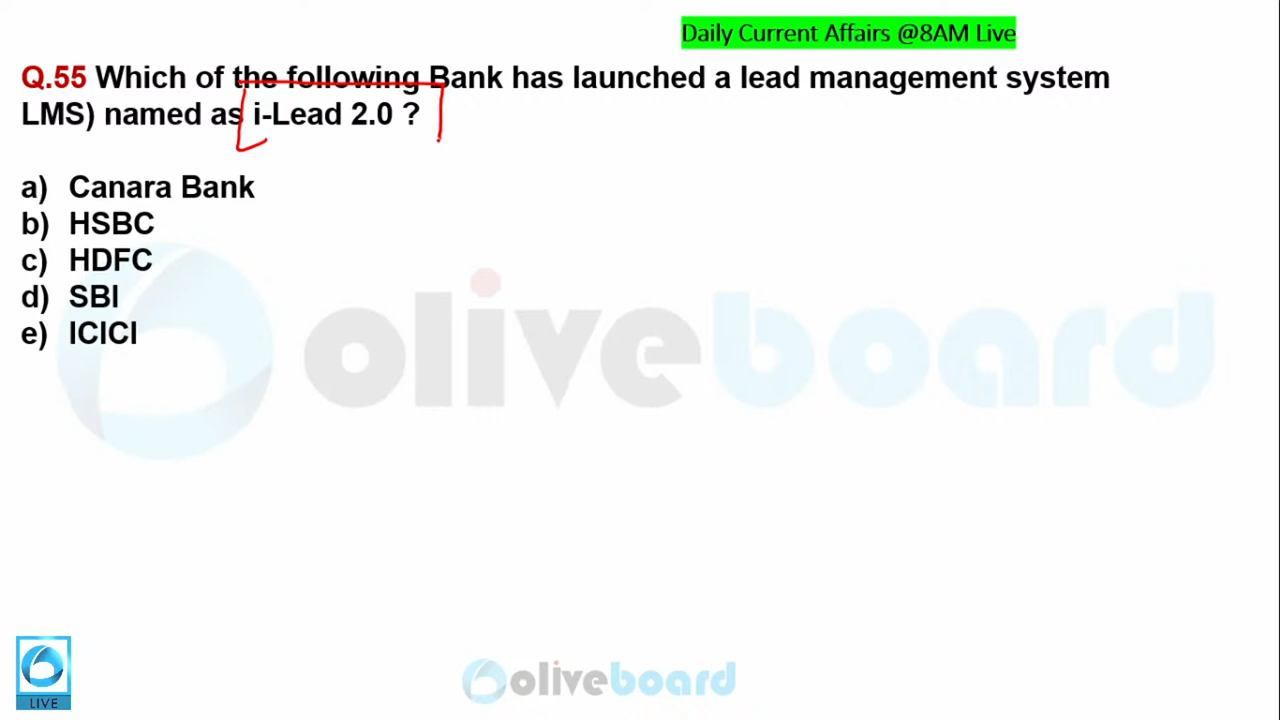 Daily Current Affairs @8AM Live
Q.55 Which of the following Bank has launched a lead management system
LMS) named as i-Lead 2.0 ?
a) Canara Bank
b) HSBC
c) HDFC
d) SBI
e) ICICI
oliveboard
LIVE
oliveboard